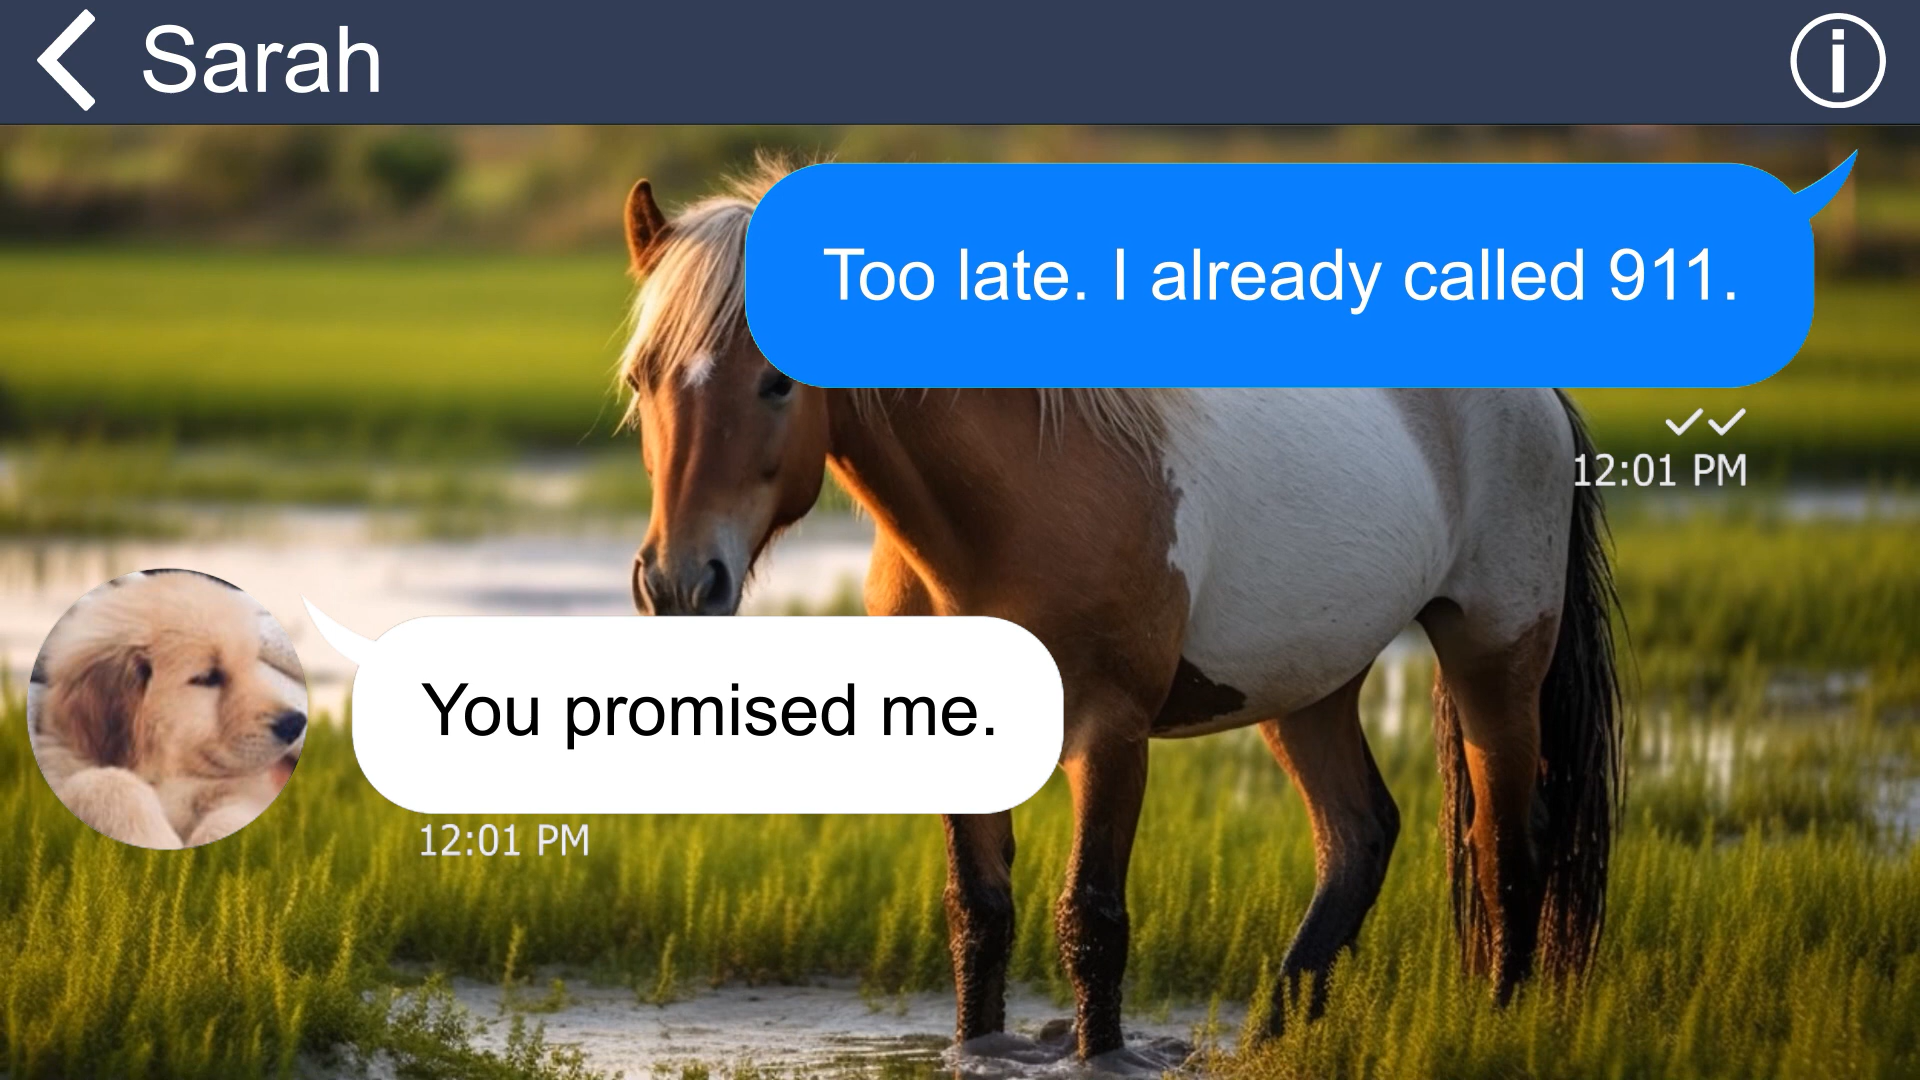 Sarah
Too late. I already called 911.
12:01 PM
You promised me.
12:01 PM